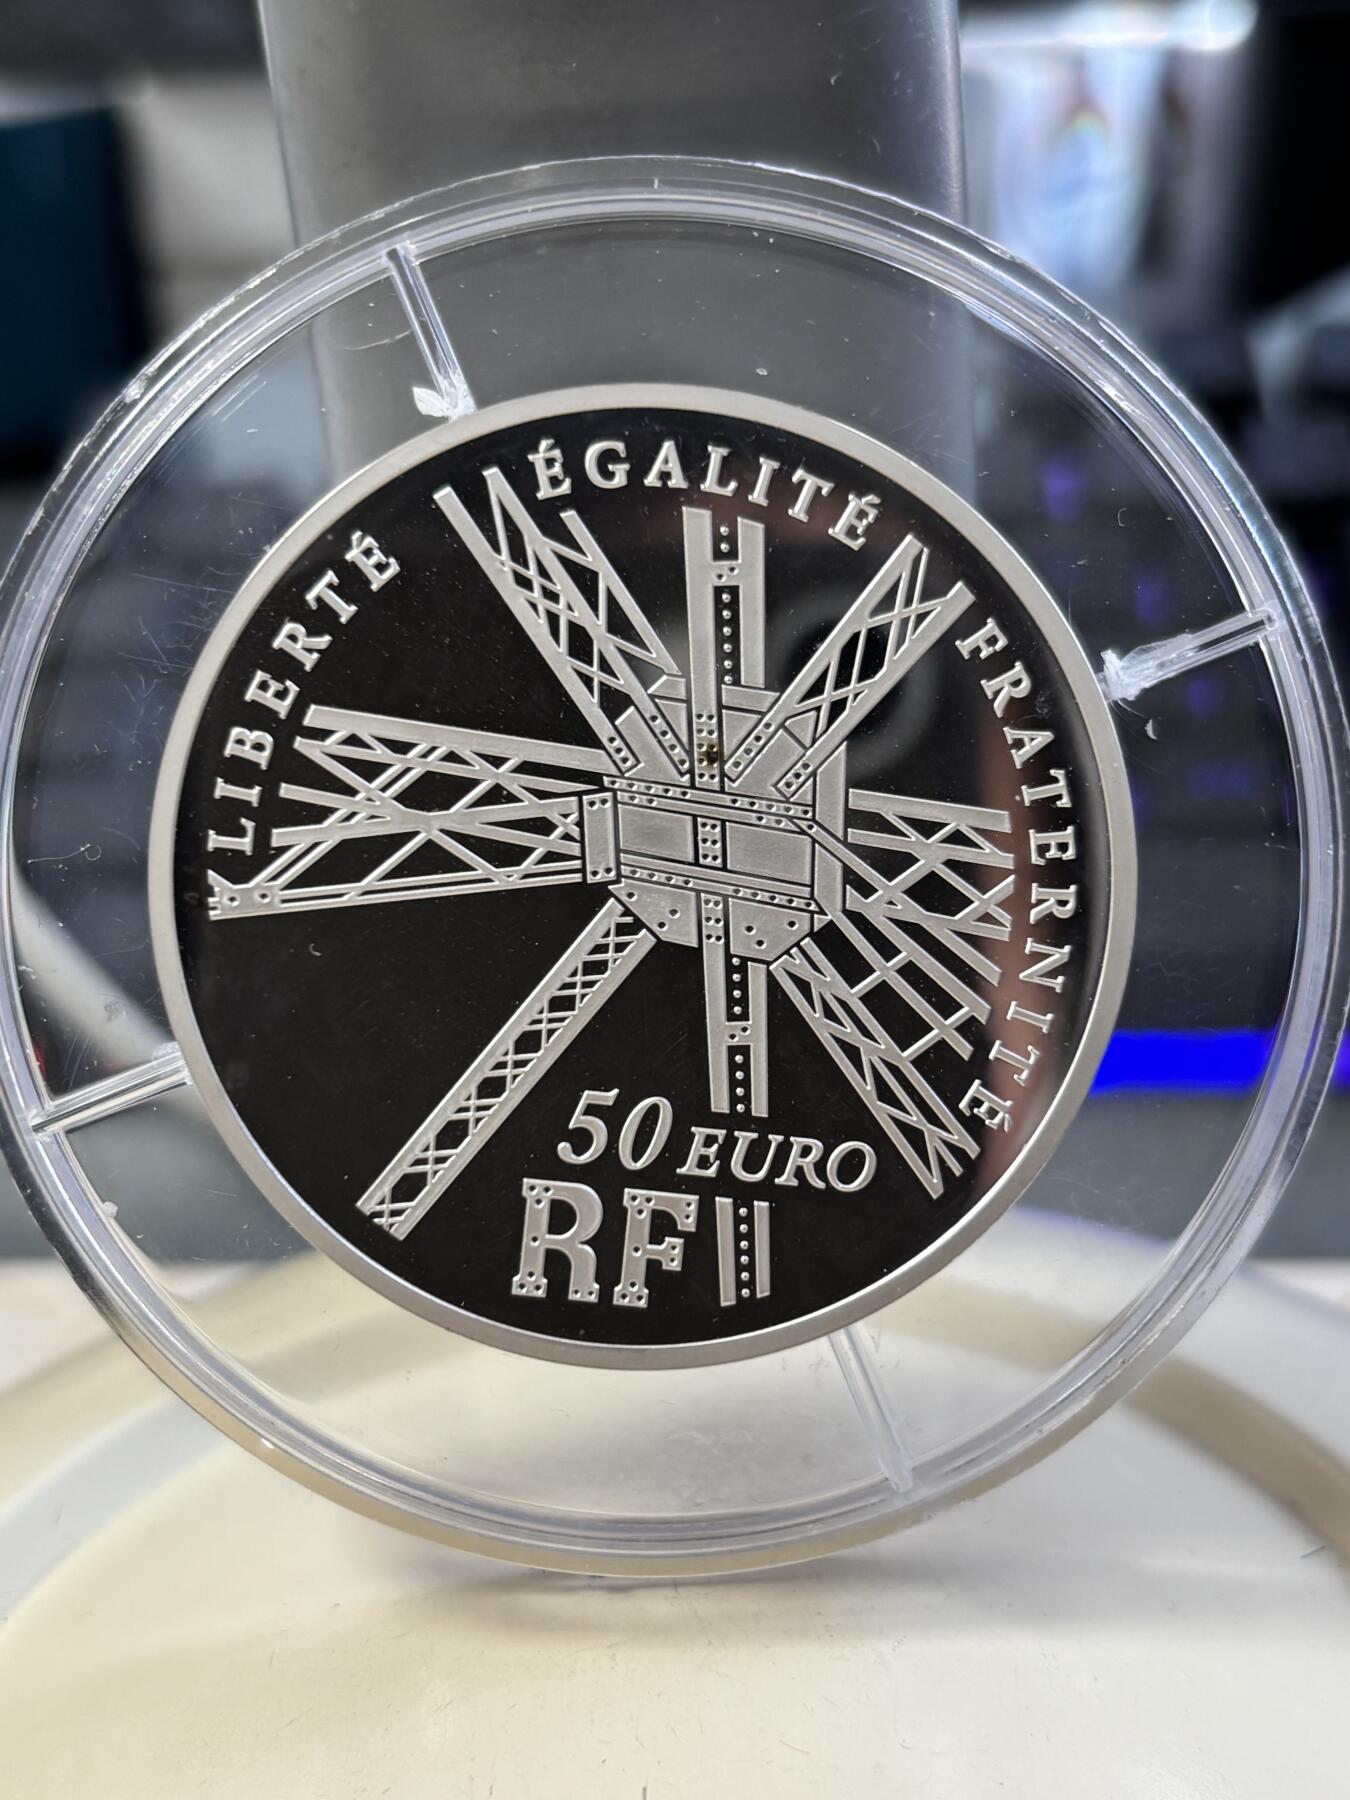 LIBERTÉ ÉGALITÉ FRATERNITÉ
50 EURO
RF